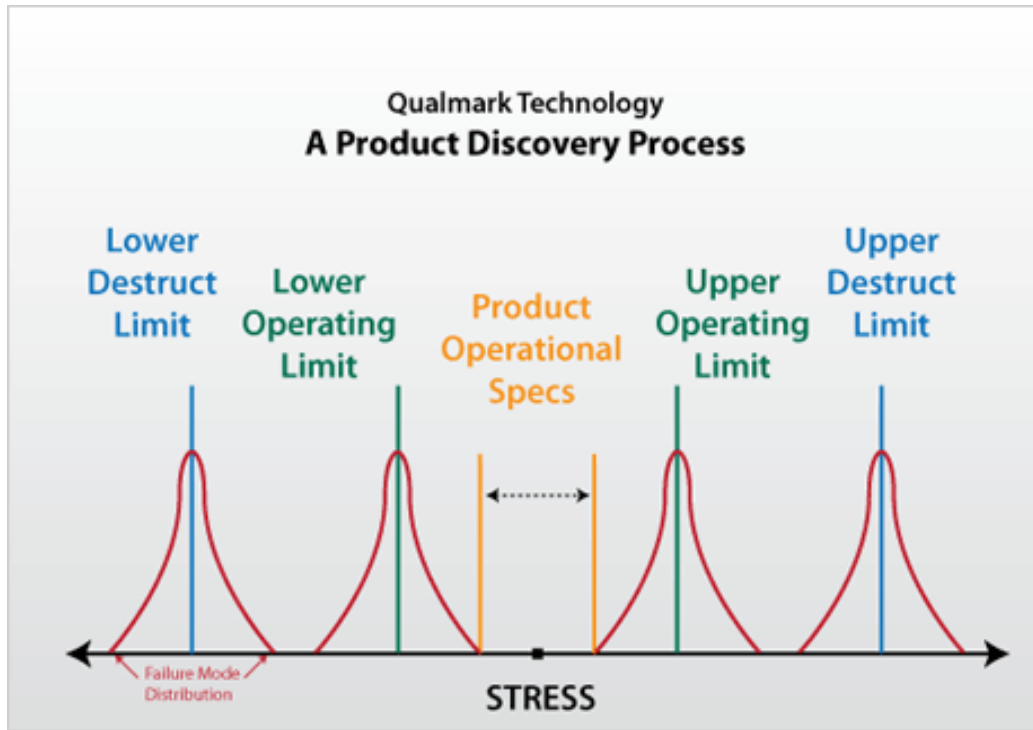 Qualmark Technology
A Product Discovery Process
Lower
Destruct
Limit
Lower
Operating
Limit
Product
Operational
Specs
Upper
Operating
Limit
Upper
Destruct
Limit
Failure Mode
Distribution
STRESS